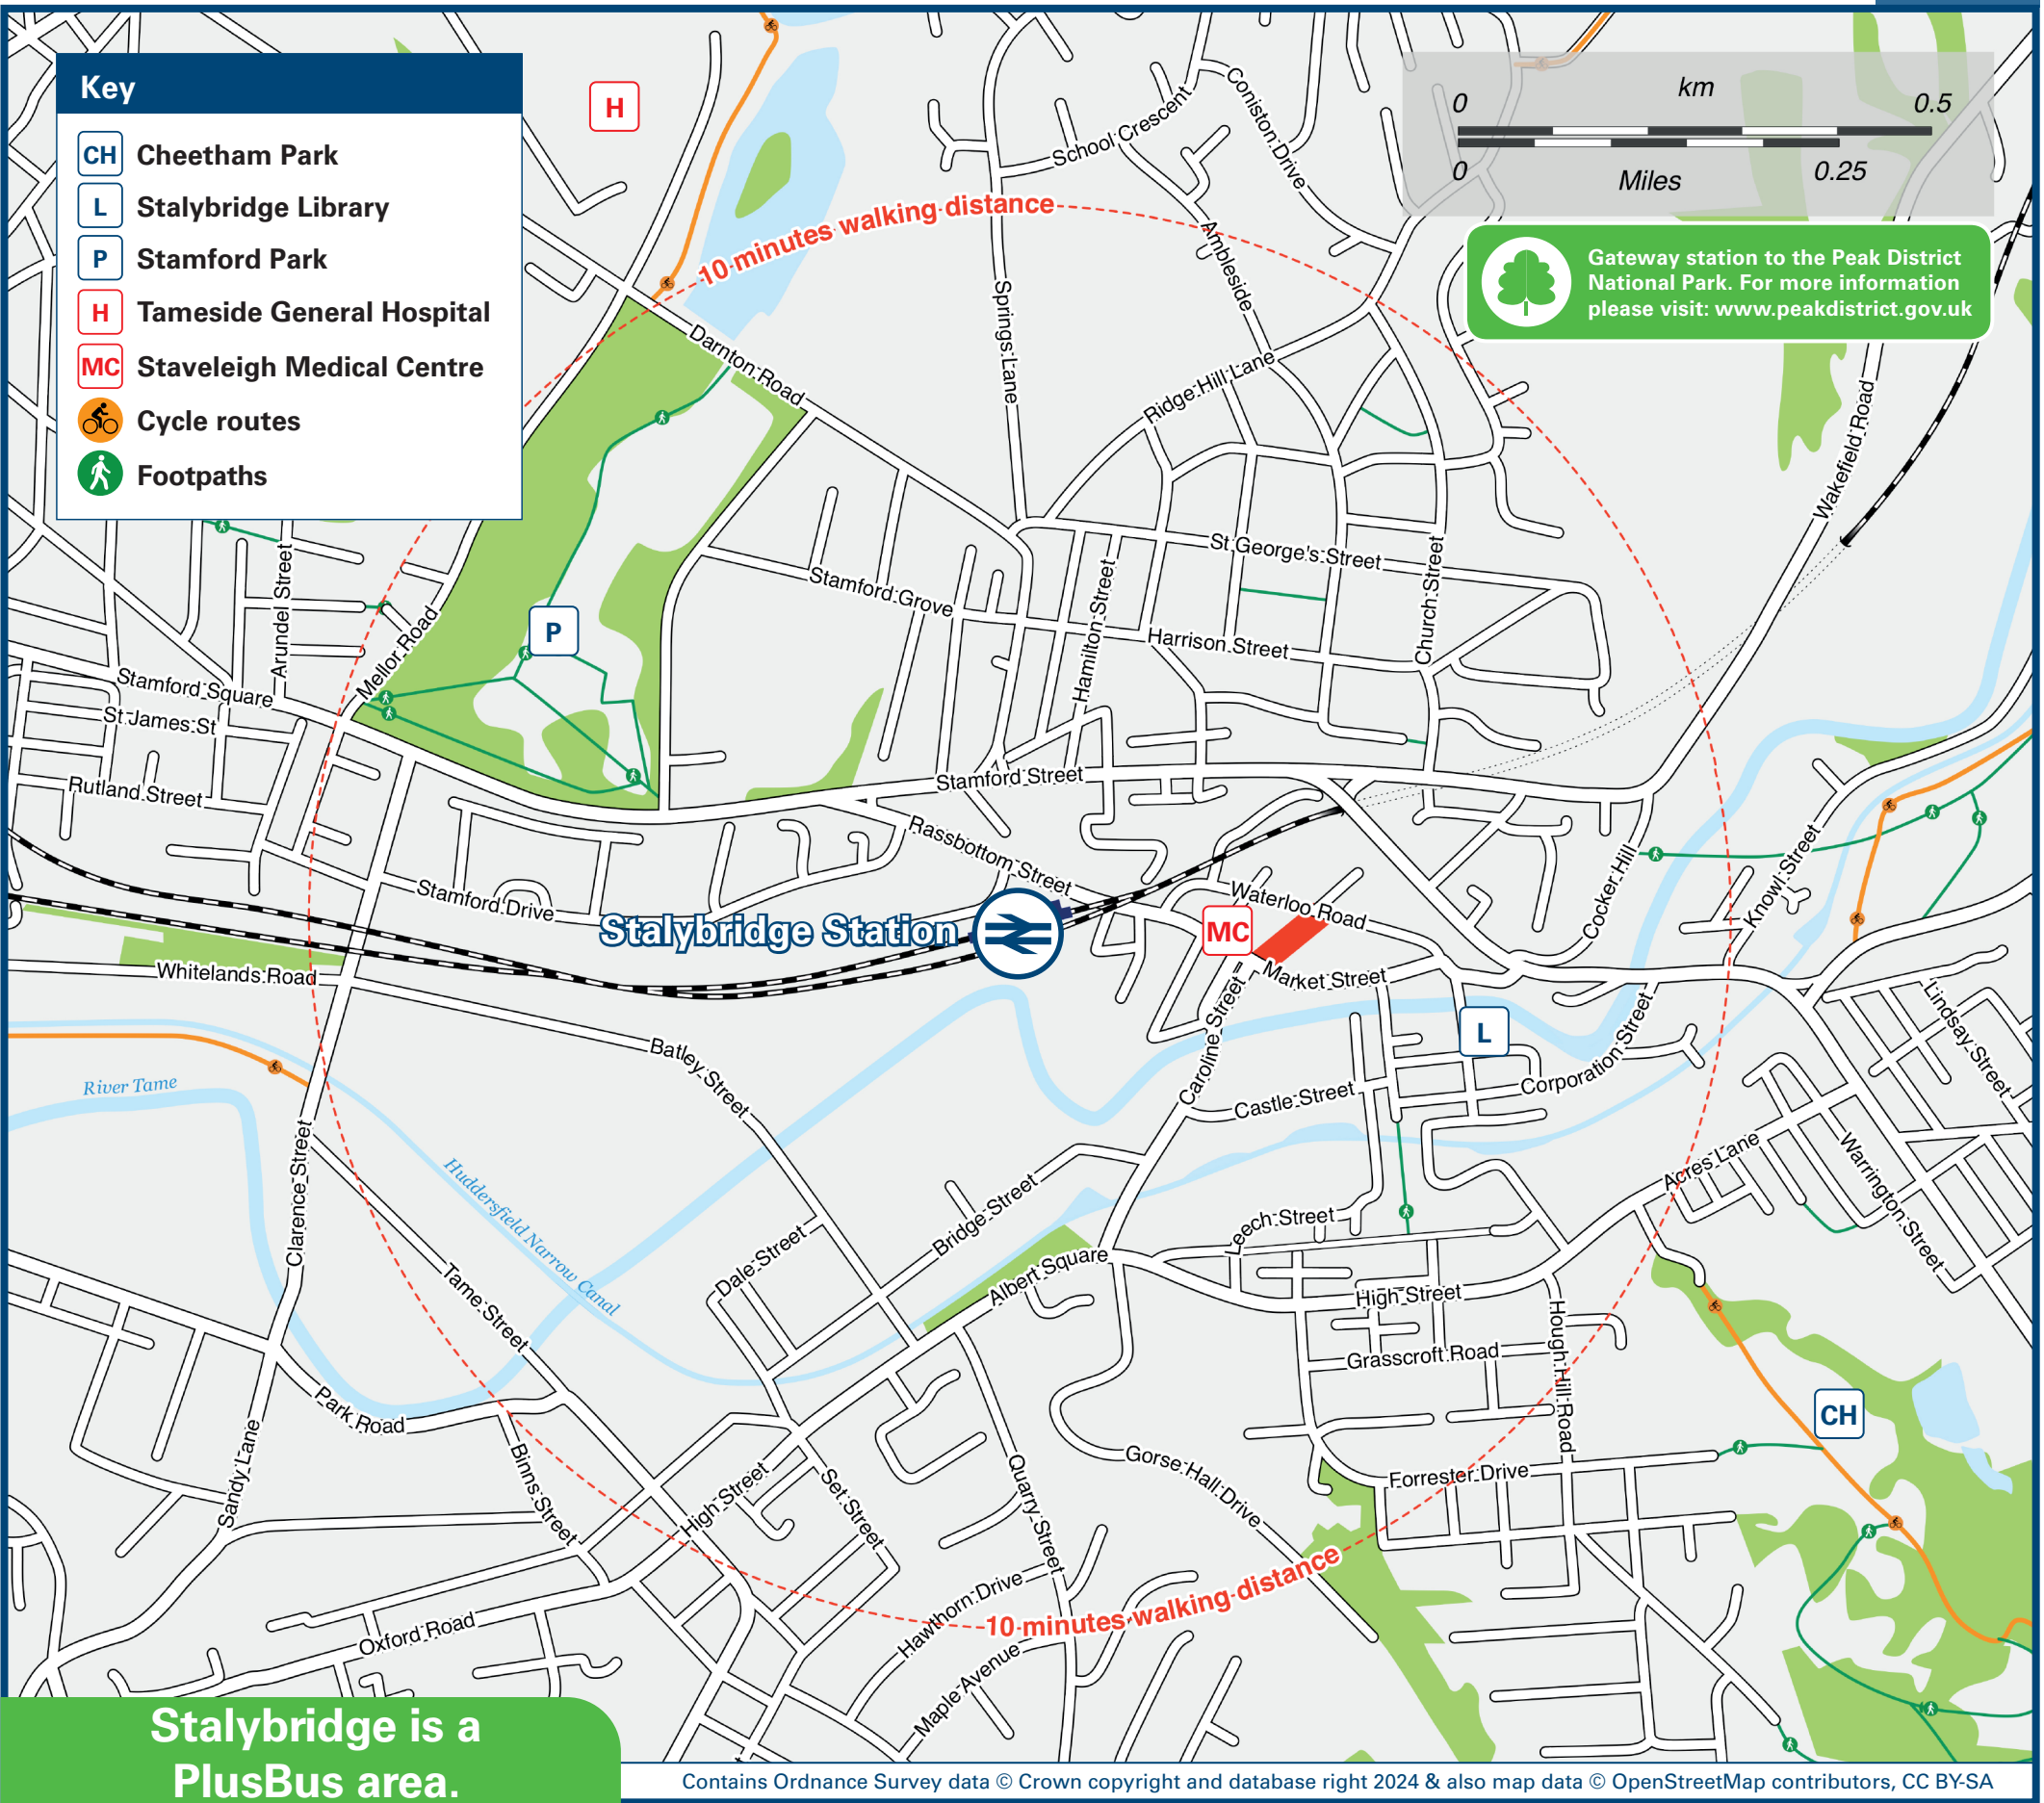 Key
CH Cheetham Park
L Stalybridge Library
P Stamford Park
H Tameside General Hospital
MC Staveleigh Medical Centre
Cycle routes
Footpaths
H
km
0 0.5
0 0.25
Miles
Gateway station to the Peak District
National Park. For more information
please visit: www.peakdistrict.gov.uk
10 minutes walking distance
School Crescent
Coniston Drive
Ambleside
Springs Lane
Darnton Road
Ridge Hill Lane
Wakefield Road
St George's Street
Church Street
Stamford Grove
Hamilton Street
Harrison Street
Arundel Street
P
Mellor Road
Stamford Square
St James St
Rutland Street
Stamford Street
Rassbottom Street
Stamford Drive
Stalybridge Station
Waterloo Road
MC
Market Street
Cocker Hill
Knowl Street
Whitelands Road
Caroline Street
L
Lindsay Street
Batley Street
Castle Street
Corporation Street
River Tame
Huddersfield Narrow Canal
Clarence Street
Acres Lane
Warrington Street
Bridge Street
Leech Street
Dale Street
Albert Square
Tame Street
High Street
Hough Hill Road
Grasscroft Road
CH
Park Road
Sandy Lane
Binns Street
High Street
Set Street
Quarry Street
Gorse Hall Drive
Forrester Drive
Hawthorn Drive
10 minutes walking distance
Oxford Road
Maple Avenue
Stalybridge is a
PlusBus area.
Contains Ordnance Survey data © Crown copyright and database right 2024 & also map data © OpenStreetMap contributors, CC BY-SA